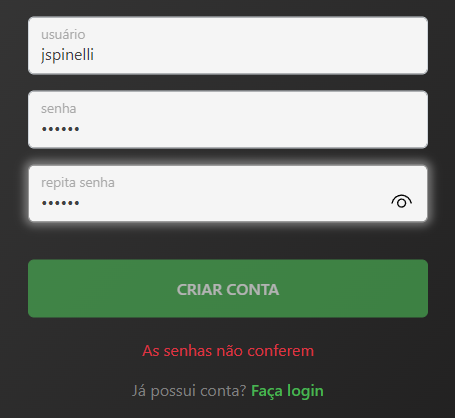 usuário
jspinelli
senha
••••••
repita senha
••••••
CRIAR CONTA
As senhas não conferem
Já possui conta? Faça login